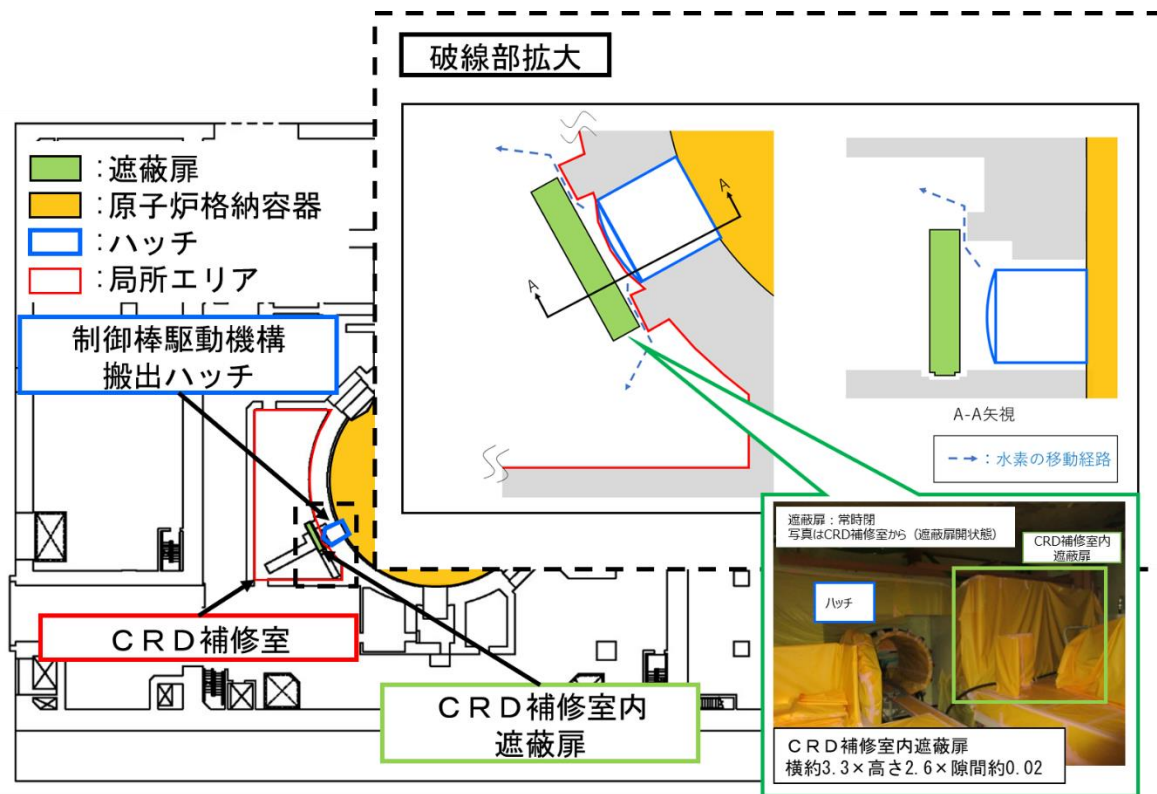 破線部拡大
：遮蔽扉
：原子炉格納容器
：ハッチ
：局所エリア
制御棒駆動機構
搬出ハッチ
ＣＲＤ補修室
ＣＲＤ補修室内
遮蔽扉
A
A
A-A矢視
：水素の移動経路
遮蔽扉：常時閉
写真はCRD補修室から（遮蔽扉開状態）
CRD補修室内
遮蔽扉
ハッチ
ＣＲＤ補修室内遮蔽扉
横約3.3×高さ2.6×隙間約0.02